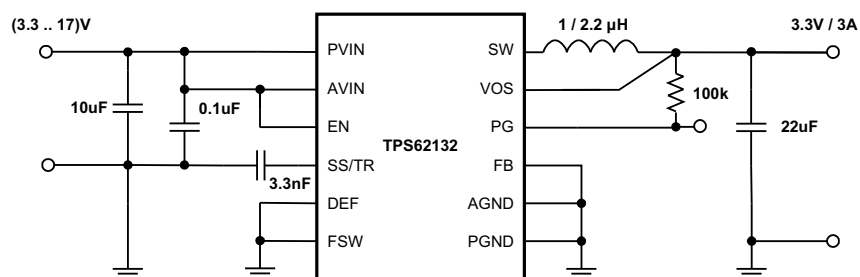 (3.3 .. 17)V
1 / 2.2 µH
3.3V / 3A
PVIN
SW
AVIN
VOS
100k
10uF
0.1uF
EN
PG
22uF
TPS62132
SS/TR
FB
3.3nF
DEF
AGND
FSW
PGND